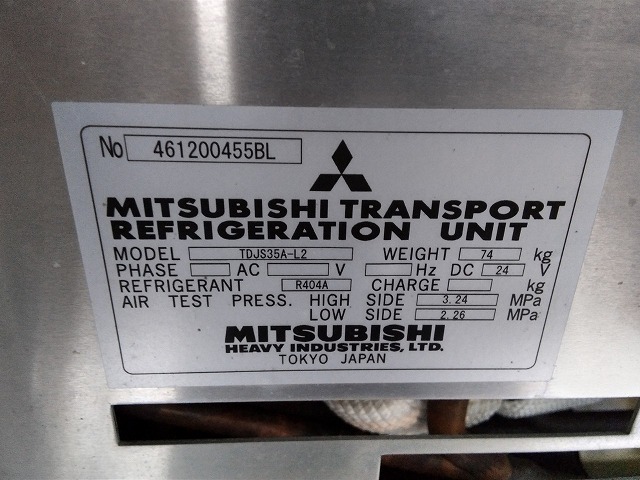 No 461200455BL
MITSUBISHI TRANSPORT
REFRIGERATION UNIT
MODEL TDJS35A-L2 WEIGHT 74 kg
PHASE AC V Hz DC 24 V
REFRIGERANT R404A CHARGE kg
AIR TEST PRESS. HIGH SIDE 3.24 MPa
LOW SIDE 2.26 MPa
MITSUBISHI
HEAVY INDUSTRIES, LTD.
TOKYO JAPAN